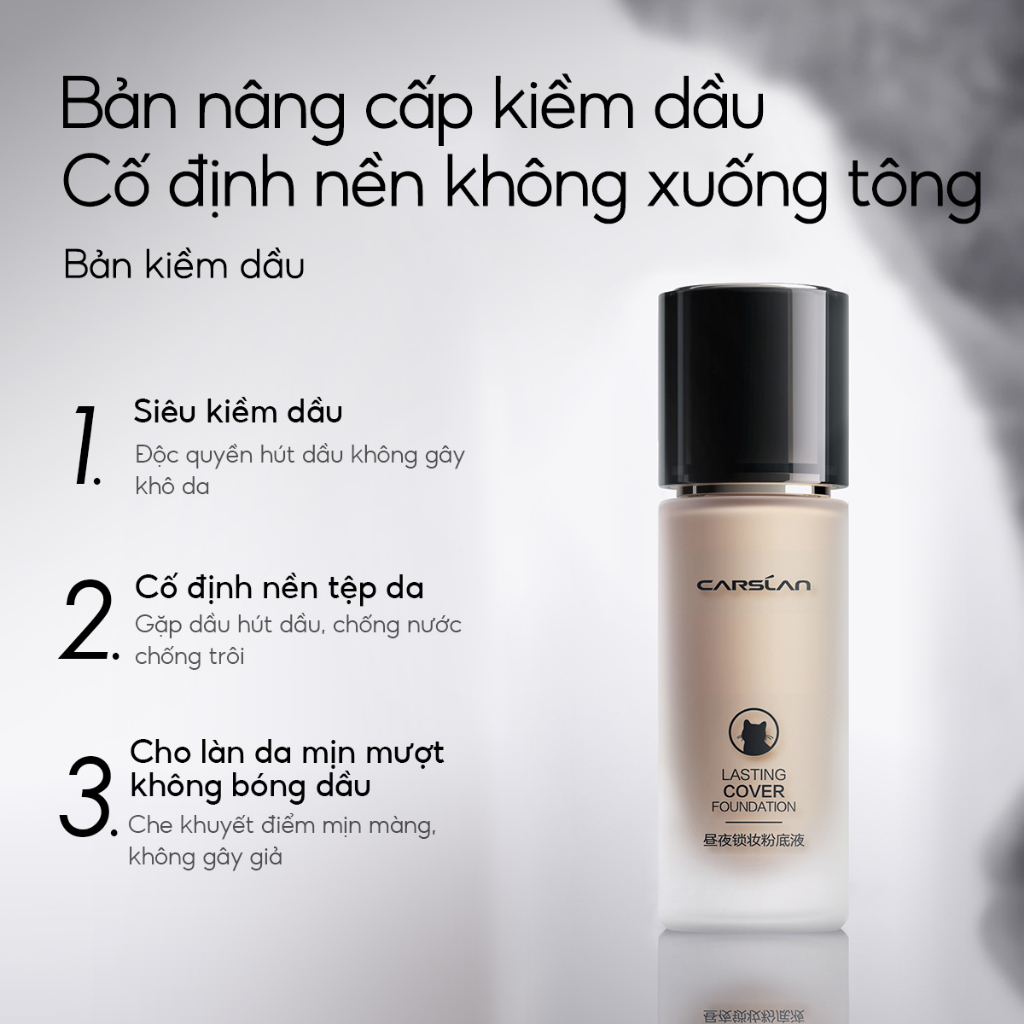 Bản nâng cấp kiềm dầu
Cố định nền không xuống tông
Bản kiềm dầu
1.
Siêu kiềm dầu
Độc quyền hút dầu không gây
khô da
2.
Cố định nền tệp da
Gặp dầu hút dầu, chống nước
chống trôi
3.
Cho làn da mịn mượt
không bóng dầu
Che khuyết điểm mịn màng,
không gây giả
CARSLAN
LASTING
COVER
FOUNDATION
昼夜锁妆粉底液